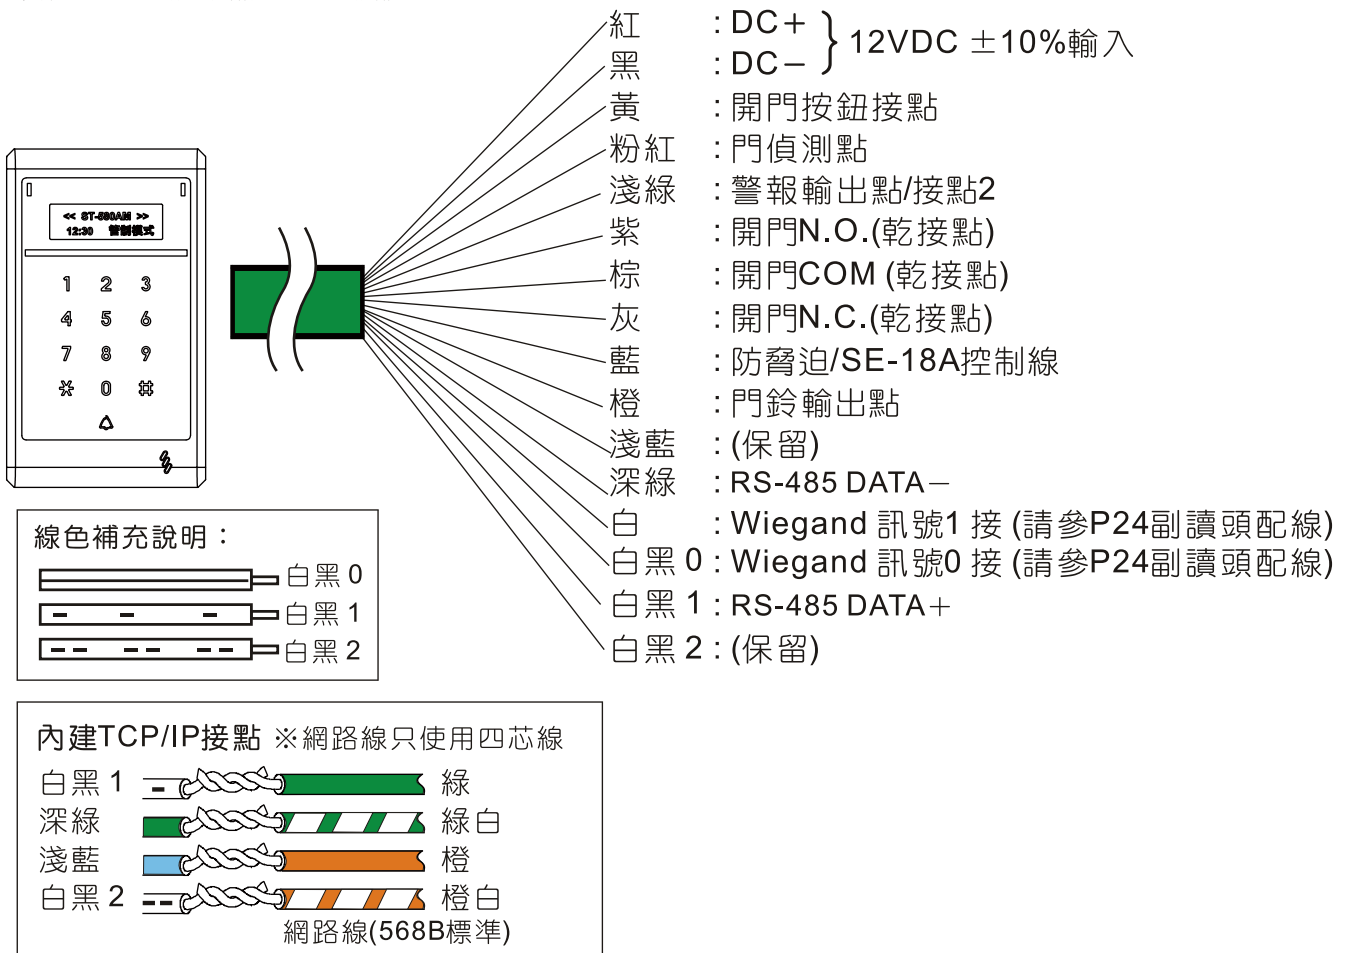 紅 : DC+
黑 : DC−
} 12VDC ±10%輸入
黃 : 開門按鈕接點
粉紅 : 門偵測點
淺綠 : 警報輸出點/接點2
紫 : 開門N.O.(乾接點)
棕 : 開門COM (乾接點)
灰 : 開門N.C.(乾接點)
藍 : 防脅迫/SE-18A控制線
橙 : 門鈴輸出點
淺藍 : (保留)
深綠 : RS-485 DATA−
白 : Wiegand 訊號1 接 (請參P24副讀頭配線)
白黑 0 : Wiegand 訊號0 接 (請參P24副讀頭配線)
白黑 1 : RS-485 DATA+
白黑 2 : (保留)
<< ST-580AM >>
12:30 管制模式
1 2 3
4 5 6
7 8 9
* 0 #
線色補充說明：
白黑 0
白黑 1
白黑 2
內建TCP/IP接點 ※網路線只使用四芯線
白黑 1 綠
深綠 綠白
淺藍 橙
白黑 2 橙白
網路線(568B標準)